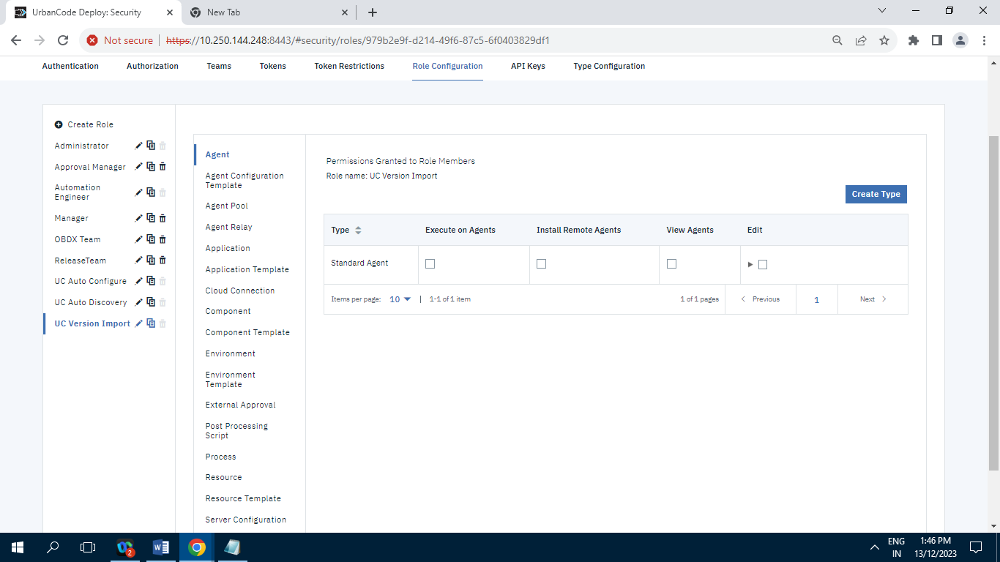 UrbanCode Deploy: Security
New Tab
Not secure
https://10.250.144.248:8443/#security/roles/979b2e9f-d214-49f6-87c5-6f0403829df1
Authentication
Authorization
Teams
Tokens
Token Restrictions
Role Configuration
API Keys
Type Configuration
Create Role
Administrator
Approval Manager
Automation
Engineer
Manager
OBDX Team
ReleaseTeam
UC Auto Configure
UC Auto Discovery
UC Version Import
Agent
Agent Configuration
Template
Agent Pool
Agent Relay
Application
Application Template
Cloud Connection
Component
Component Template
Environment
Environment
Template
External Approval
Post Processing
Script
Process
Resource
Resource Template
Server Configuration
Permissions Granted to Role Members
Role name: UC Version Import
Create Type
Type Execute on Agents Install Remote Agents View Agents Edit
Standard Agent
Items per page: 10 1-1 of 1 item 1 of 1 pages Previous 1 Next
2
ENG
IN
1:46 PM
13/12/2023